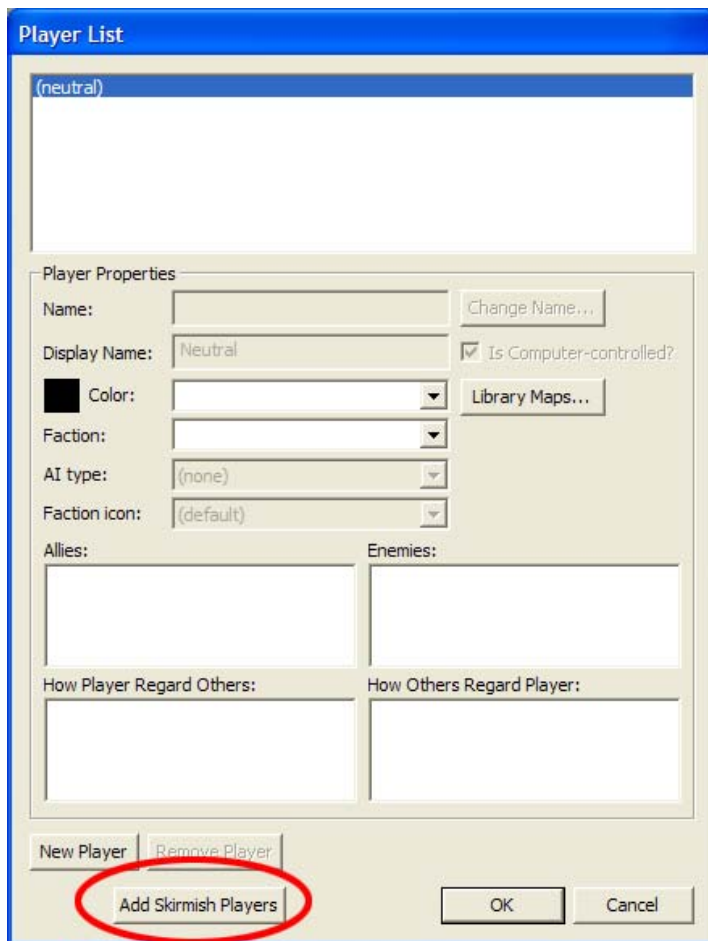 Player List
(neutral)
Player Properties
Name:
Change Name...
Display Name:
Neutral
Is Computer-controlled?
Color:
Library Maps...
Faction:
AI type:
(none)
Faction icon:
(default)
Allies:
Enemies:
How Player Regard Others:
How Others Regard Player:
New Player
Remove Player
Add Skirmish Players
OK
Cancel